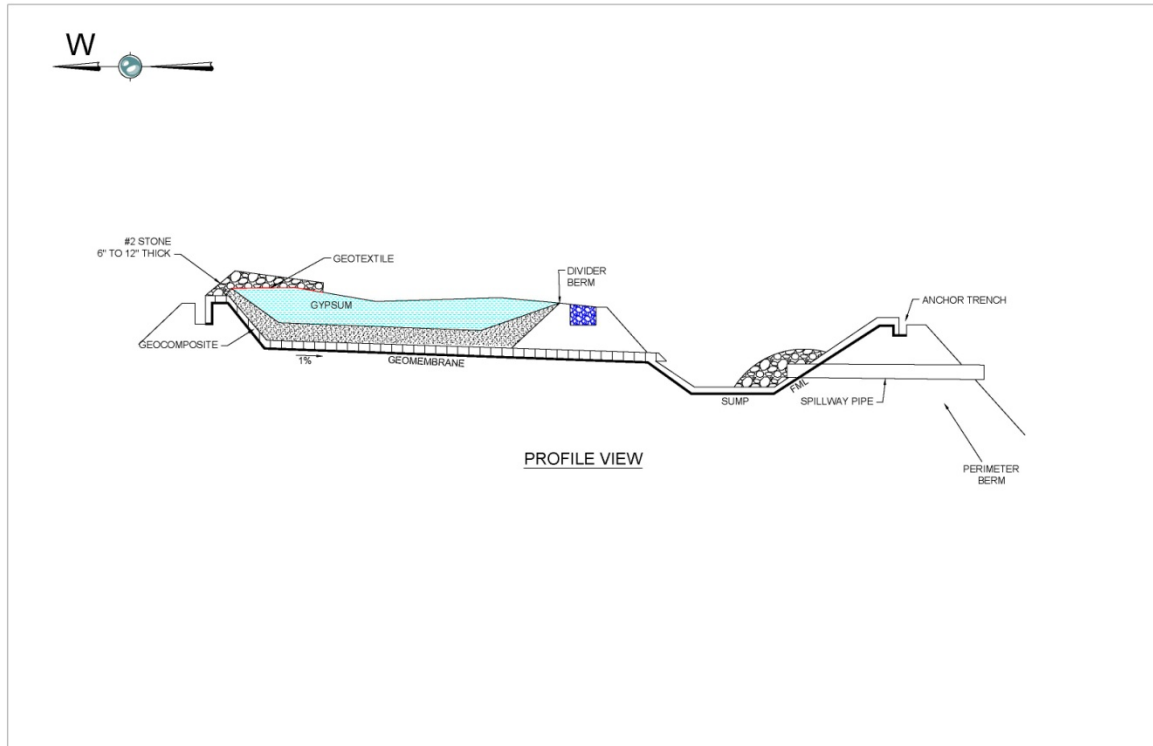 W
#2 STONE
6" TO 12" THICK
GEOTEXTILE
DIVIDER
BERM
GYPSUM
ANCHOR TRENCH
GEOCOMPOSITE
1%
GEOMEMBRANE
FML
SUMP
SPILLWAY PIPE
PROFILE VIEW
PERIMETER
BERM